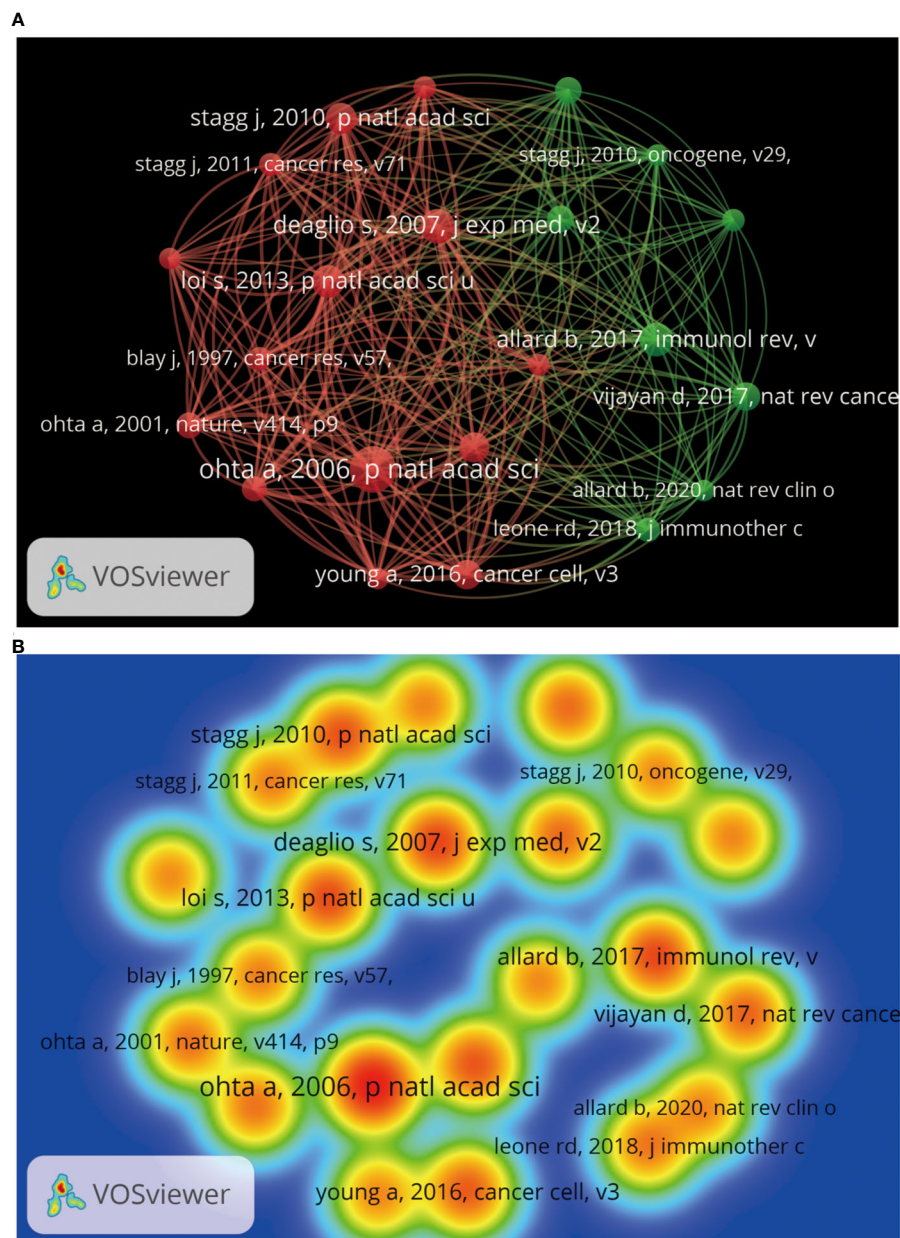 A
stagg j, 2010, p natl acad sci
stagg j, 2010, oncogene, v29,
stagg j, 2011, cancer res, v71
deaglio s, 2007, j exp med, v2
loi s, 2013, p natl acad sci u
allard b, 2017, immunol rev, v
blay j, 1997, cancer res, v57,
vijayan d, 2017, nat rev cance
ohta a, 2001, nature, v414, p9
ohta a, 2006, p natl acad sci
allard b, 2020, nat rev clin o
leone rd, 2018, j immunother c
young a, 2016, cancer cell, v3
VOSviewer
B
stagg j, 2010, p natl acad sci
stagg j, 2010, oncogene, v29,
stagg j, 2011, cancer res, v71
deaglio s, 2007, j exp med, v2
loi s, 2013, p natl acad sci u
allard b, 2017, immunol rev, v
blay j, 1997, cancer res, v57,
vijayan d, 2017, nat rev cance
ohta a, 2001, nature, v414, p9
ohta a, 2006, p natl acad sci
allard b, 2020, nat rev clin o
leone rd, 2018, j immunother c
young a, 2016, cancer cell, v3
VOSviewer